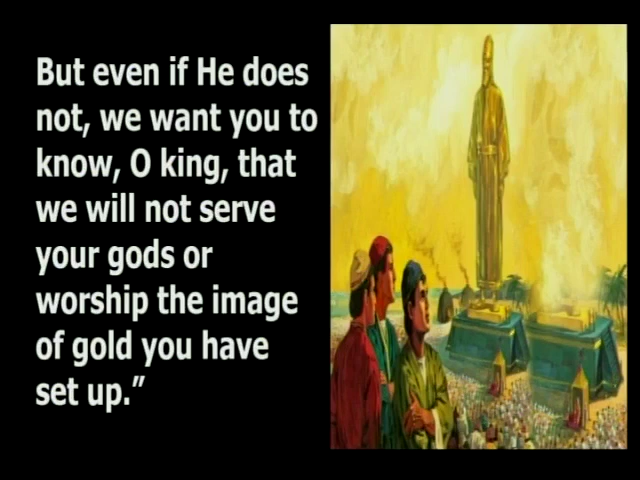 But even if He does
not, we want you to
know, O king, that
we will not serve
your gods or
worship the image
of gold you have
set up.”